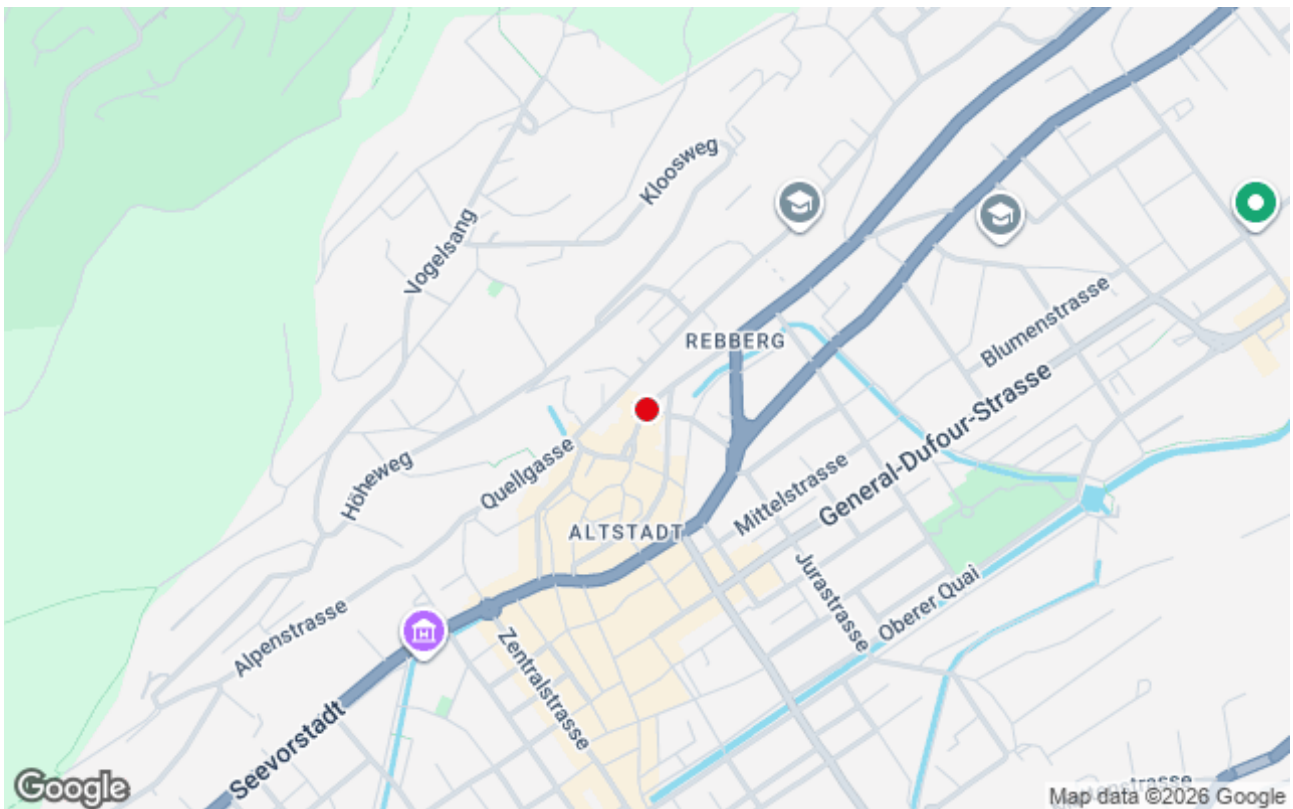 Kloosweg
Vogelsang
REBBERG
Blumenstrasse
General-Dufour-Strasse
Quellgasse
Höheweg
Mittelstrasse
ALTSTADT
Jurastrasse
Oberer Quai
Alpenstrasse
Zentralstrasse
Seevorstadt
Google
Map data ©2026 Google